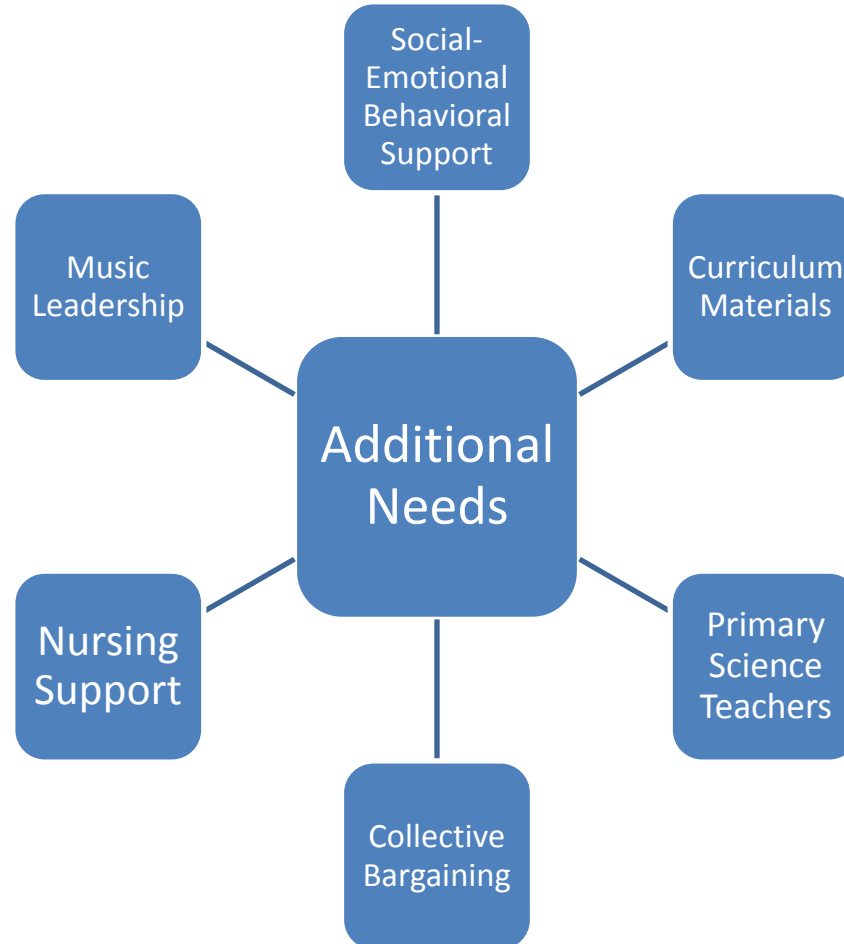 Social-
Emotional
Behavioral
Support
Music
Leadership
Curriculum
Materials
Additional
Needs
Nursing
Support
Primary
Science
Teachers
Collective
Bargaining